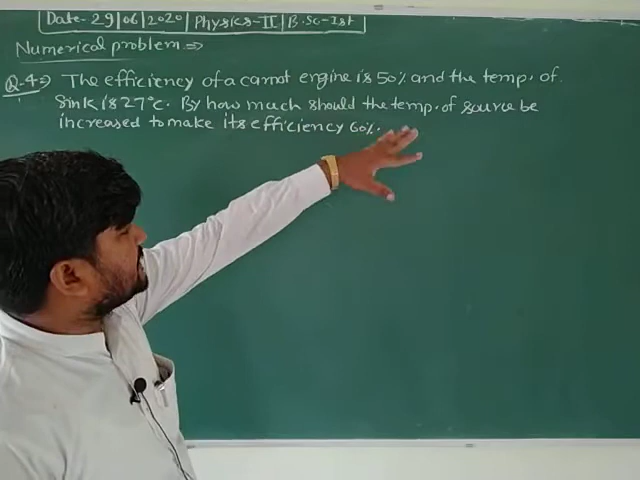 Date- 29|06|2020| Physics-II| B.Sc-Ist
Numerical problem ⇒
Q.4⇒ The efficiency of a carnot engine is 50% and the temp. of
Sink is 27°c. By how much should the temp. of source be
increased to make its efficiency 60%.